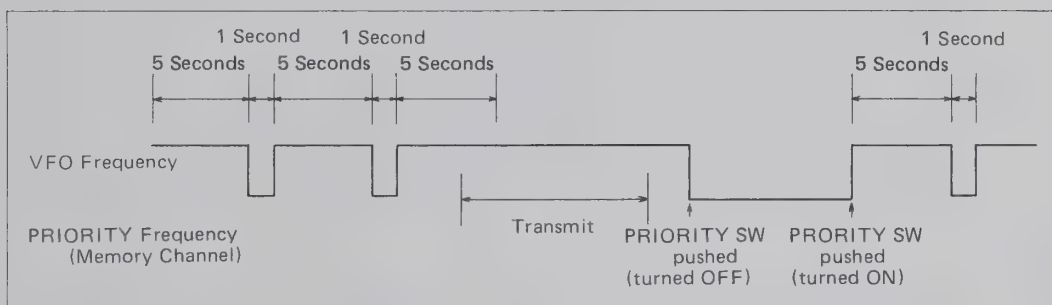 1 Second 1 Second
5 Seconds 5 Seconds 5 Seconds
1 Second
5 Seconds
VFO Frequency
PRIORITY Frequency
(Memory Channel)
Transmit
PRIORITY SW
pushed
(turned OFF)
PRORITY SW
pushed
(turned ON)